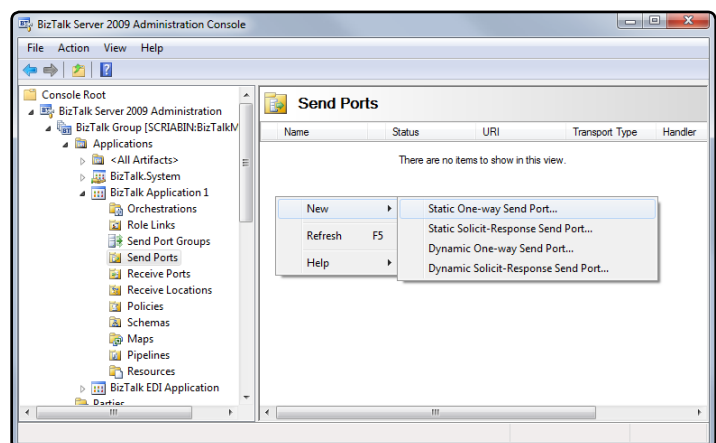 BizTalk Server 2009 Administration Console
File Action View Help
Console Root
BizTalk Server 2009 Administration
BizTalk Group [SCRIABIN:BizTalkM
Applications
<All Artifacts>
BizTalk.System
BizTalk Application 1
Orchestrations
Role Links
Send Port Groups
Send Ports
Receive Ports
Receive Locations
Policies
Schemas
Maps
Pipelines
Resources
BizTalk EDI Application
Parties
Send Ports
Name Status URI Transport Type Handler
There are no items to show in this view.
New
Refresh F5
Help
Static One-way Send Port...
Static Solicit-Response Send Port...
Dynamic One-way Send Port...
Dynamic Solicit-Response Send Port...